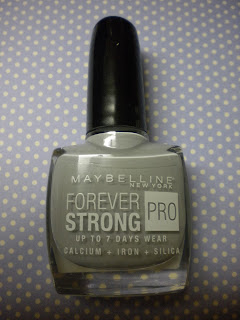 MAYBELLINE
NEW YORK
FOREVER
STRONG PRO
UP TO 7 DAYS WEAR
CALCIUM + IRON + SILICA